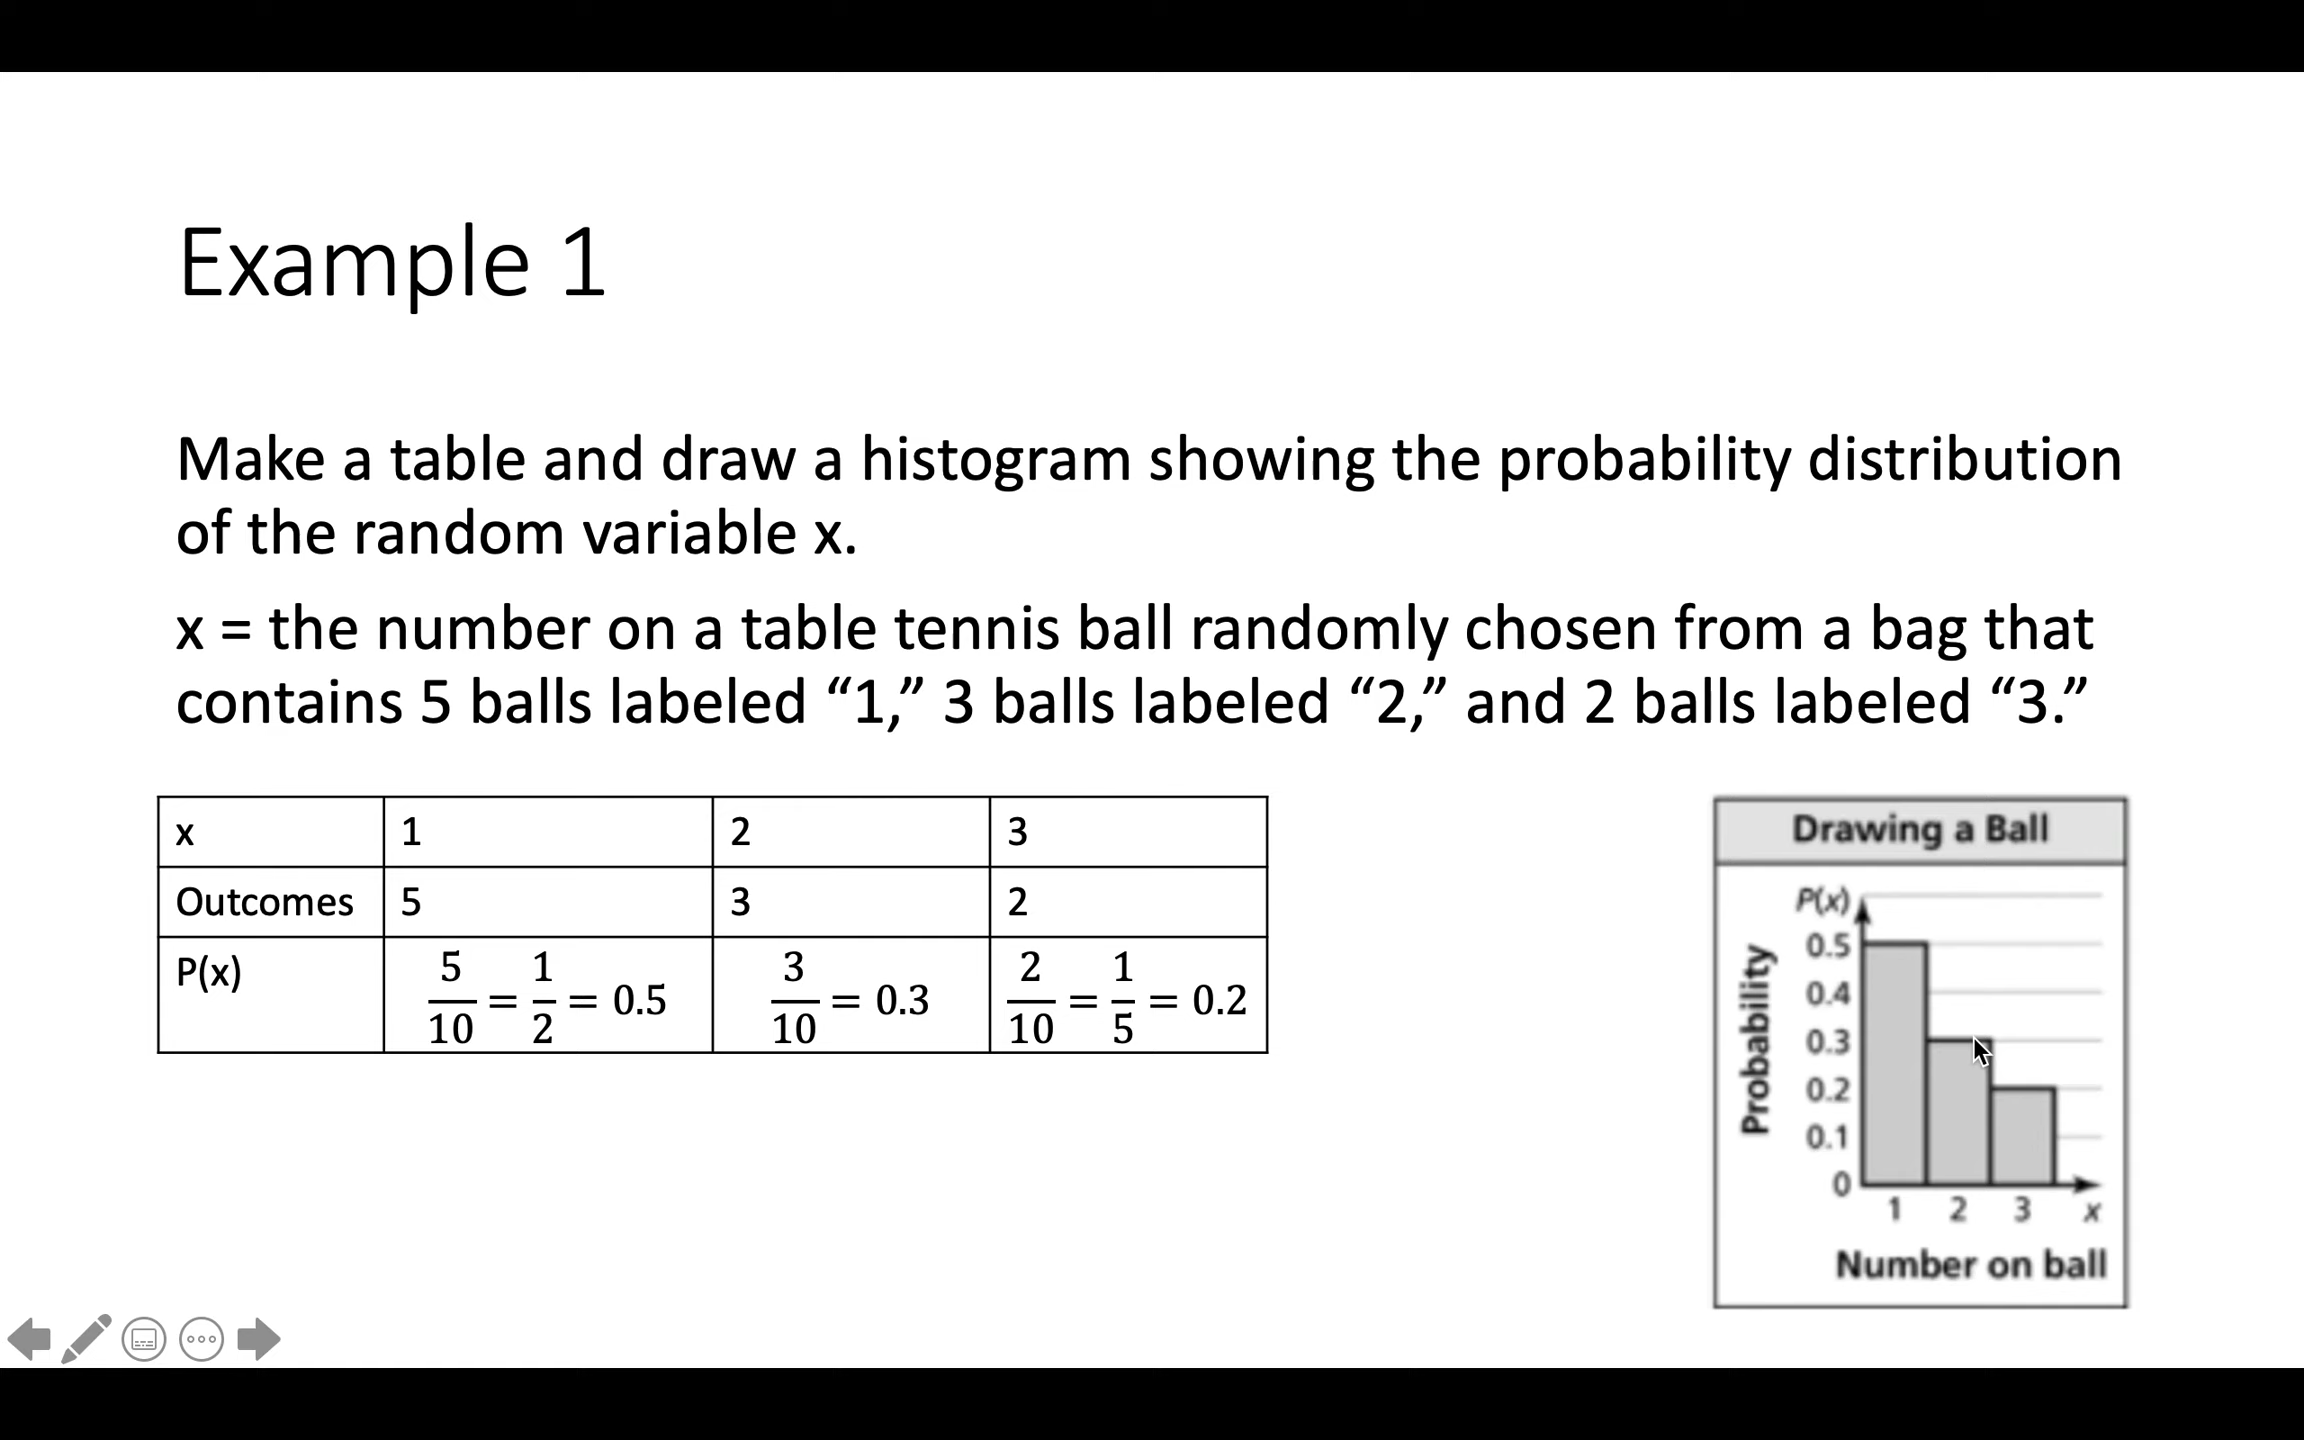 Example 1
Make a table and draw a histogram showing the probability distribution
of the random variable x.
x = the number on a table tennis ball randomly chosen from a bag that
contains 5 balls labeled “1,” 3 balls labeled “2,” and 2 balls labeled “3.”
x 1 2 3
Outcomes 5 3 2
P(x) 5/10 = 1/2 = 0.5 3/10 = 0.3 2/10 = 1/5 = 0.2
Drawing a Ball
P(x)
0.5
0.4
0.3
0.2
0.1
0
Probability
1 2 3 x
Number on ball